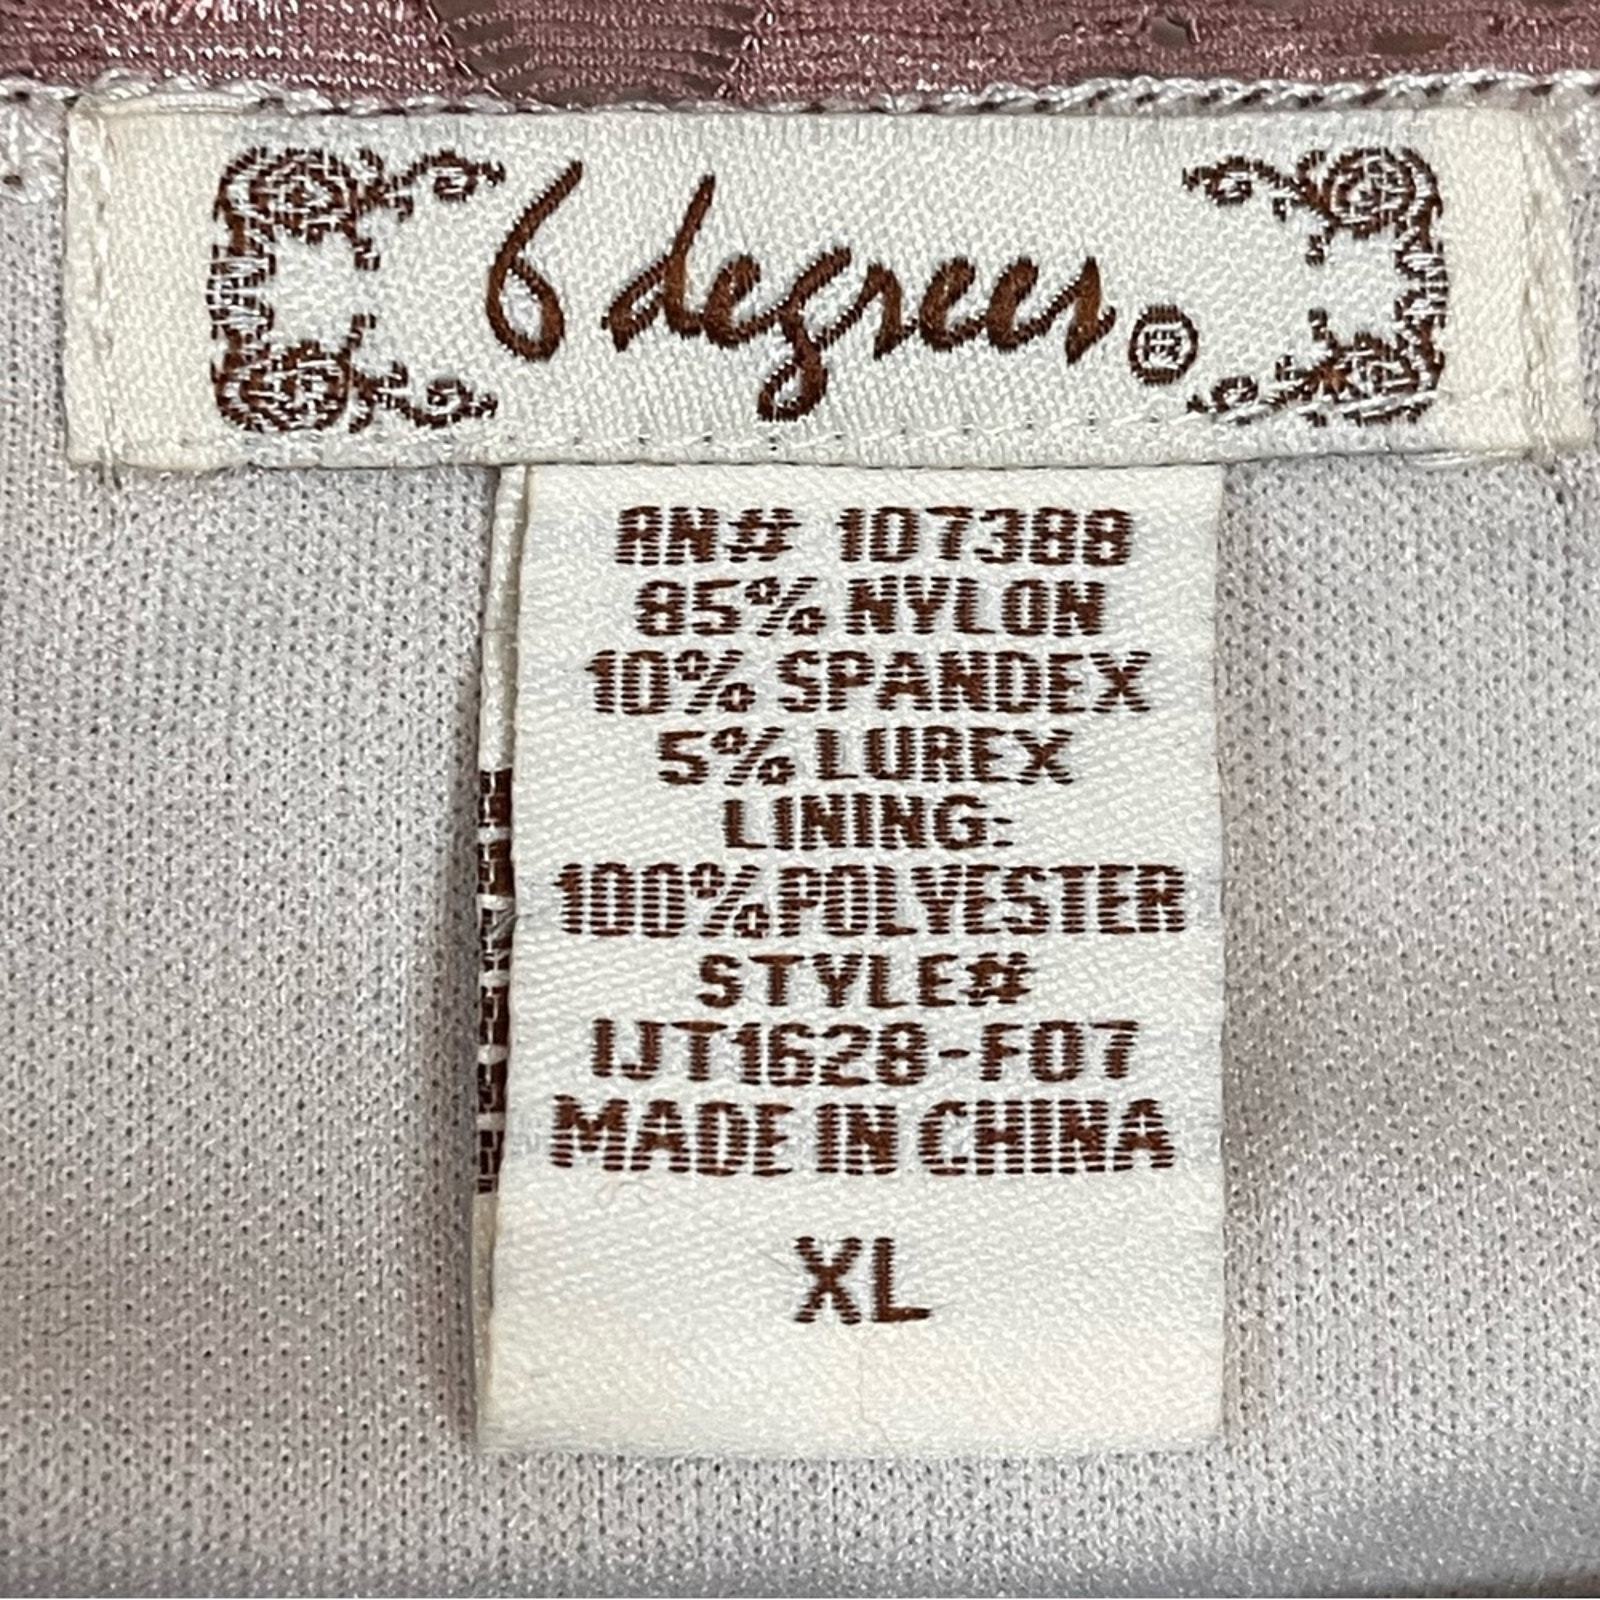 6 degrees®
RN# 107388
85% NYLON
10% SPANDEX
5% LUREX
LINING:
100% POLYESTER
STYLE#
IJT1628-F07
MADE IN CHINA
XL